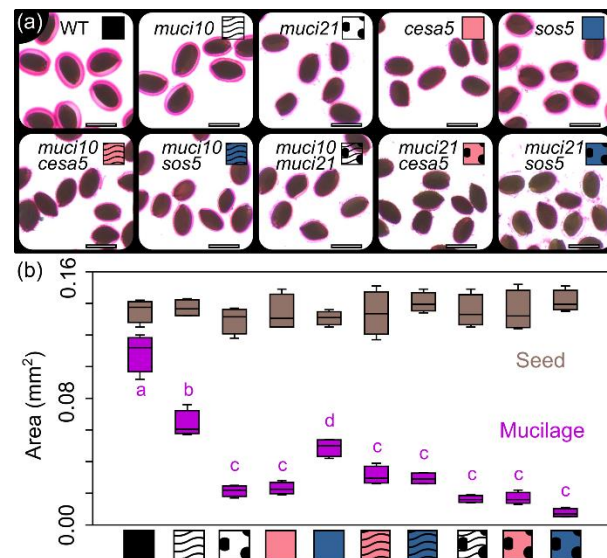 (a)
WT
muci10
muci21
cesa5
sos5
muci10
cesa5
muci10
sos5
muci10
muci21
muci21
cesa5
muci21
sos5
(b)
Area (mm²)
0.16
0.08
0.00
Seed
Mucilage
a
b
c
c
d
c
c
c
c
c